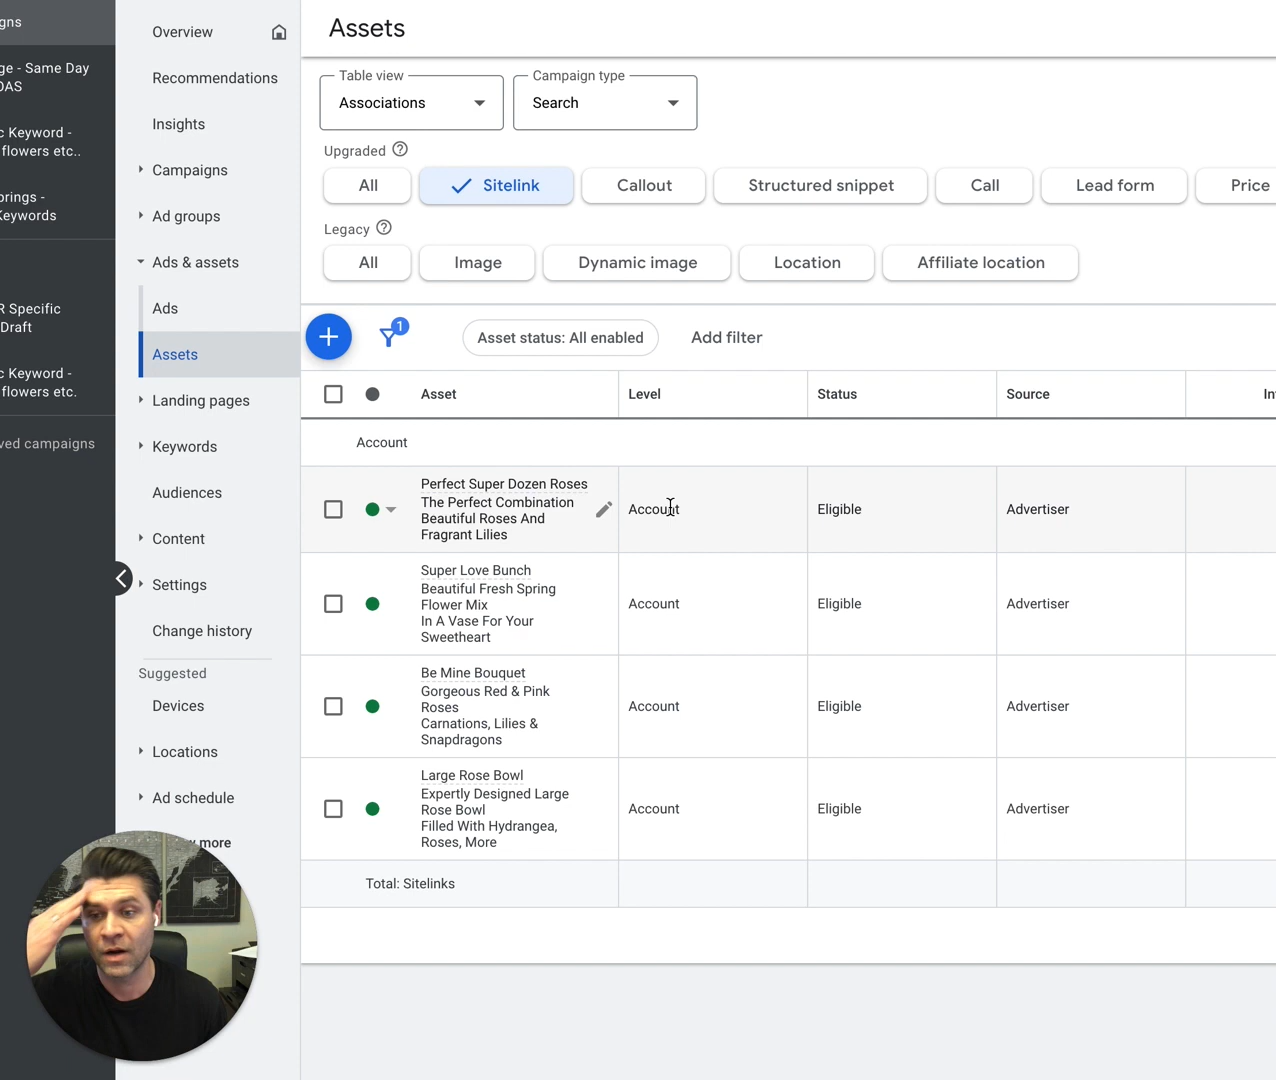 gns
ge - Same Day
OAS
c Keyword -
flowers etc..
orings -
Keywords
R Specific
Draft
c Keyword -
flowers etc.
ved campaigns
Overview
Recommendations
Insights
Campaigns
Ad groups
Ads & assets
Ads
Assets
Landing pages
Keywords
Audiences
Content
Settings
Change history
Suggested
Devices
Locations
Ad schedule
more
Assets
Table view
Associations
Campaign type
Search
Upgraded
All
Sitelink
Callout
Structured snippet
Call
Lead form
Price
Legacy
All
Image
Dynamic image
Location
Affiliate location
1
Asset status: All enabled
Add filter
Asset
Level
Status
Source
In
Account
Perfect Super Dozen Roses
The Perfect Combination
Beautiful Roses And
Fragrant Lilies
Account
Eligible
Advertiser
Super Love Bunch
Beautiful Fresh Spring
Flower Mix
In A Vase For Your
Sweetheart
Account
Eligible
Advertiser
Be Mine Bouquet
Gorgeous Red & Pink
Roses
Carnations, Lilies &
Snapdragons
Account
Eligible
Advertiser
Large Rose Bowl
Expertly Designed Large
Rose Bowl
Filled With Hydrangea,
Roses, More
Account
Eligible
Advertiser
Total: Sitelinks